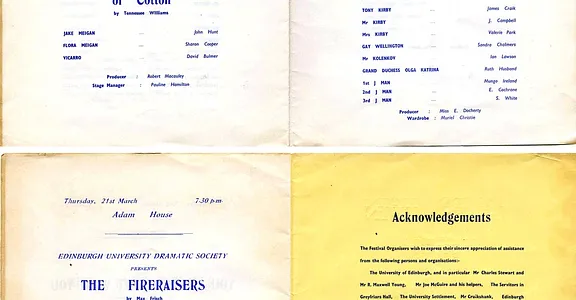 of Cotton
by Tennessee Williams
JAKE MEIGAN ... John Hunt
FLORA MEIGAN ... Sharon Cooper
VICARRO ... David Bulmer
Producer : Robert Macauley
Stage Manager : Pauline Hamilton
TONY KIRBY ... James Craik
Mr KIRBY ... J. Campbell
Mrs KIRBY ... Valerie Park
GAY WELLINGTON ... Sandra Chalmers
Mr KOLENKOV ... Ian Lawson
GRAND DUCHESS OLGA KATRINA Ruth Husband
1st J MAN ... Mungo Ireland
2nd J MAN ... E. Cochrane
3rd J MAN ... S. White
Producer : Miss E. Docherty
Wardrobe : Muriel Christie
Thursday, 21st March 7-30 p.m.
Adam House
EDINBURGH UNIVERSITY DRAMATIC SOCIETY
PRESENTS
THE FIRERAISERS
by Max Frisch
Acknowledgements
The Festival Organisers wish to express their sincere appreciation of assistance
from the following persons and organisations:-
The University of Edinburgh, and in particular Mr Charles Stewart and
Mr R. Maxwell Young, Mr Joe McGuire and his helpers, The Servitors in
Greyfriars Hall, The University Settlement, Mr Cruikshank, Edinburgh